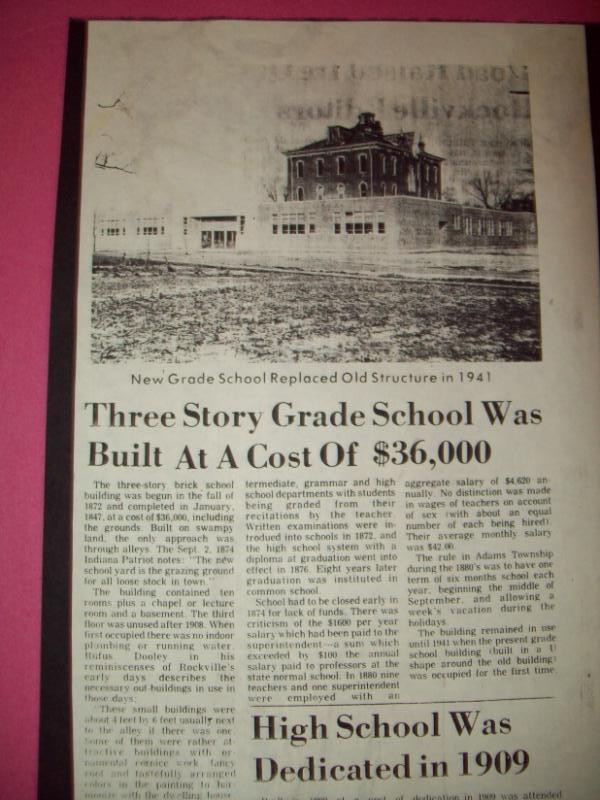 New Grade School Replaced Old Structure in 1941
Three Story Grade School Was
Built At A Cost Of $36,000
The three-story brick school
building was begun in the fall of
1872 and completed in January,
1847, at a cost of $36,000, including
the grounds. Built on swampy
land, the only approach was
through alleys. The Sept. 2, 1874
Indiana Patriot notes: "The new
school yard is the grazing ground
for all loose stock in town."
The building contained ten
rooms plus a chapel or lecture
room and a basement. The third
floor was unused after 1908. When
first occupied there was no indoor
plumbing or running water.
Rufus Dooley in his
reminiscenses of Rockville's
early days describes the
necessary out-buildings in use in
those days:
"These small buildings were
about 4 feet by 6 feet usually next
to the alley if there was one.
Some of them were rather at-
tractive buildings with or-
namental cornice work, fancy
roof and tastefully arranged
colors in the painting to har-
monize with the dwelling house.
termediate, grammar and high
school departments with students
being graded from their
recitations by the teacher.
Written examinations were in-
trodued into schools in 1872, and
the high school system with a
diploma at graduation went into
effect in 1876. Eight years later
graduation was instituted in
common school.
School had to be closed early in
1874 for lack of funds. There was
criticism of the $1600 per year
salary which had been paid to the
superintendent—a sum which
exceeded by $100 the annual
salary paid to professors at the
state normal school. In 1880 nine
teachers and one superintendent
were employed with an
aggregate salary of $4,620 an-
nually. No distinction was made
in wages of teachers on account
of sex (with about an equal
number of each being hired).
Their average monthly salary
was $42.00.
The rule in Adams Township
during the 1880's was to have one
term of six months school each
year, beginning the middle of
September, and allowing a
week's vacation during the
holidays.
The building remained in use
until 1941 when the present grade
school building (built in a U
shape around the old building)
was occupied for the first time.
High School Was
Dedicated in 1909
of dedication in 1909 was attended